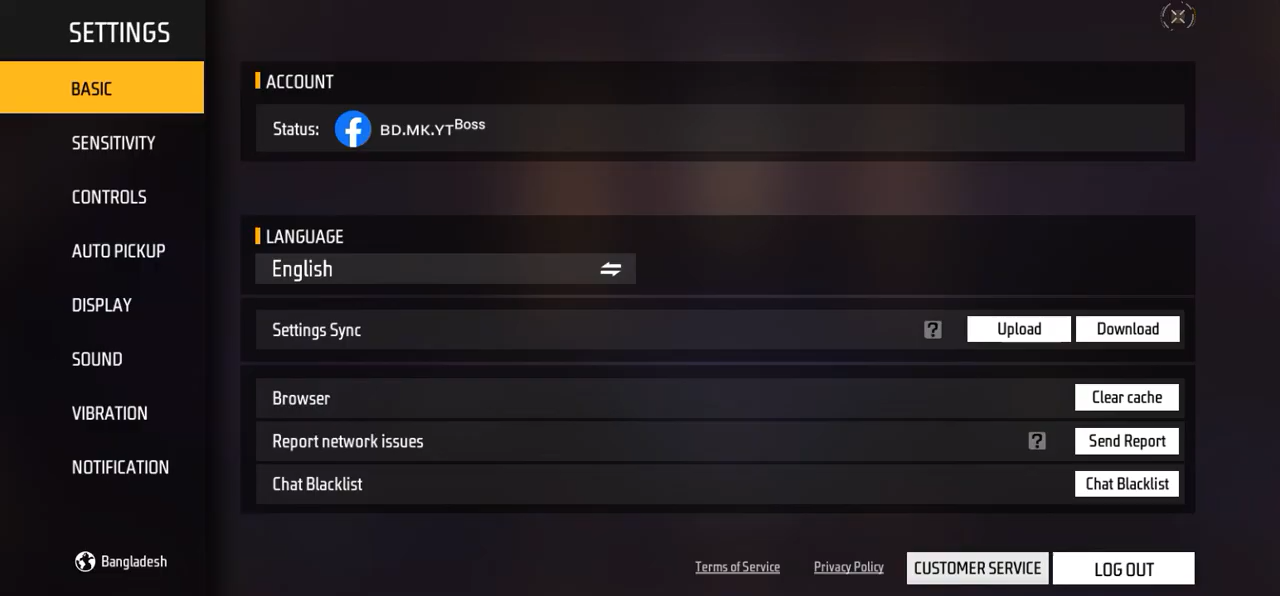 SETTINGS
BASIC
SENSITIVITY
CONTROLS
AUTO PICKUP
DISPLAY
SOUND
VIBRATION
NOTIFICATION
Bangladesh
ACCOUNT
Status: BD.MK.YTᴮᵒˢˢ
LANGUAGE
English
Settings Sync ? Upload Download
Browser Clear cache
Report network issues ? Send Report
Chat Blacklist Chat Blacklist
Terms of Service Privacy Policy CUSTOMER SERVICE LOG OUT